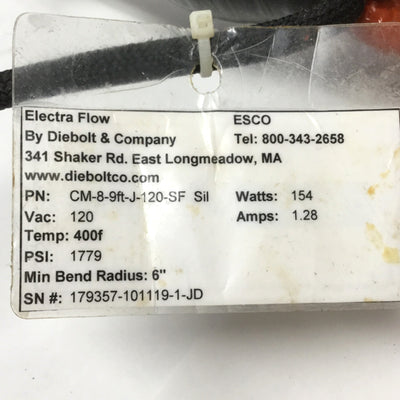 Electra Flow ESCO
By Diebolt & Company Tel: 800-343-2658
341 Shaker Rd. East Longmeadow, MA
www.dieboltco.com
PN: CM-8-9ft-J-120-SF Sil Watts: 154
Vac: 120 Amps: 1.28
Temp: 400f
PSI: 1779
Min Bend Radius: 6"
SN #: 179357-101119-1-JD